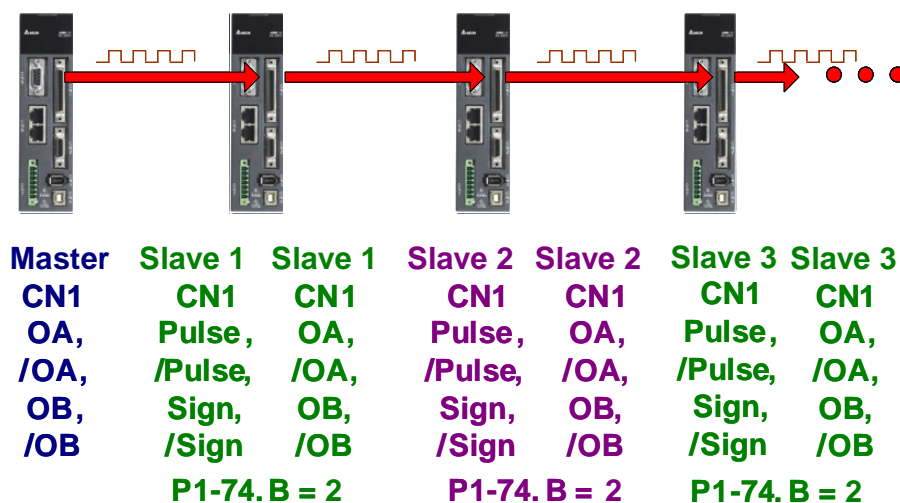 Master Slave 1 Slave 1 Slave 2 Slave 2 Slave 3 Slave 3
CN1 CN1 CN1 CN1 CN1 CN1 CN1
OA, Pulse, OA, Pulse, OA, Pulse, OA,
/OA, /Pulse, /OA, /Pulse, /OA, /Pulse, /OA,
OB, Sign, OB, Sign, OB, Sign, OB,
/OB /Sign /OB /Sign /OB /Sign /OB
P1-74. B = 2 P1-74. B = 2 P1-74. B = 2